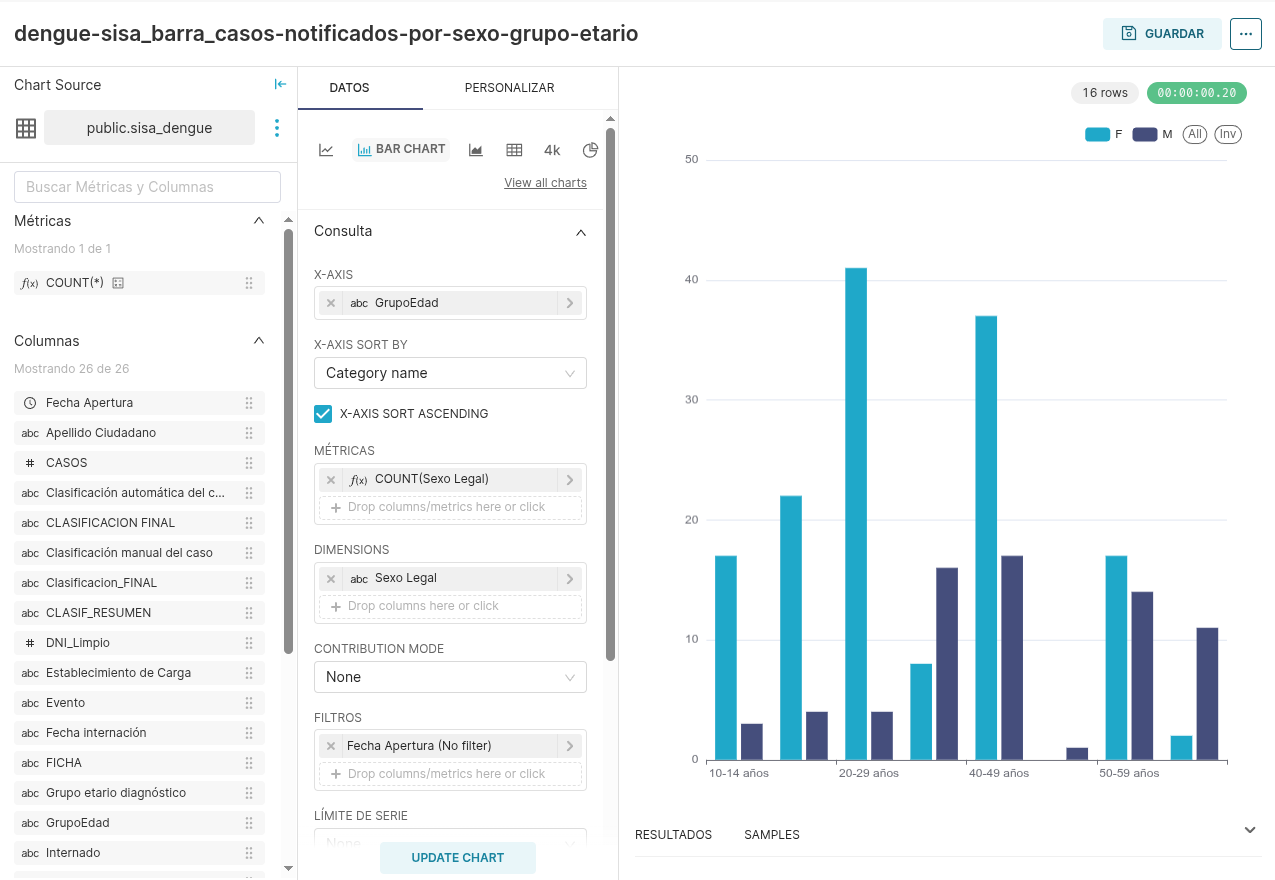 dengue-sisa_barra_casos-notificados-por-sexo-grupo-etario
GUARDAR
...
Chart Source
public.sisa_dengue
Buscar Métricas y Columnas
Métricas
Mostrando 1 de 1
f(x) COUNT(*)
Columnas
Mostrando 26 de 26
Fecha Apertura
abc Apellido Ciudadano
# CASOS
abc Clasificación automática del c...
abc CLASIFICACION FINAL
abc Clasificación manual del caso
abc Clasificacion_FINAL
abc CLASIF_RESUMEN
# DNI_Limpio
abc Establecimiento de Carga
abc Evento
abc Fecha internación
abc FICHA
abc Grupo etario diagnóstico
abc GrupoEdad
abc Internado
DATOS
PERSONALIZAR
BAR CHART
4k
View all charts
Consulta
X-AXIS
abc GrupoEdad
X-AXIS SORT BY
Category name
X-AXIS SORT ASCENDING
MÉTRICAS
f(x) COUNT(Sexo Legal)
Drop columns/metrics here or click
DIMENSIONS
abc Sexo Legal
Drop columns here or click
CONTRIBUTION MODE
None
FILTROS
Fecha Apertura (No filter)
Drop columns/metrics here or click
LÍMITE DE SERIE
None
UPDATE CHART
16 rows
00:00:00.20
F
M
All
Inv
50
40
30
20
10
0
10-14 años
20-29 años
40-49 años
50-59 años
RESULTADOS
SAMPLES